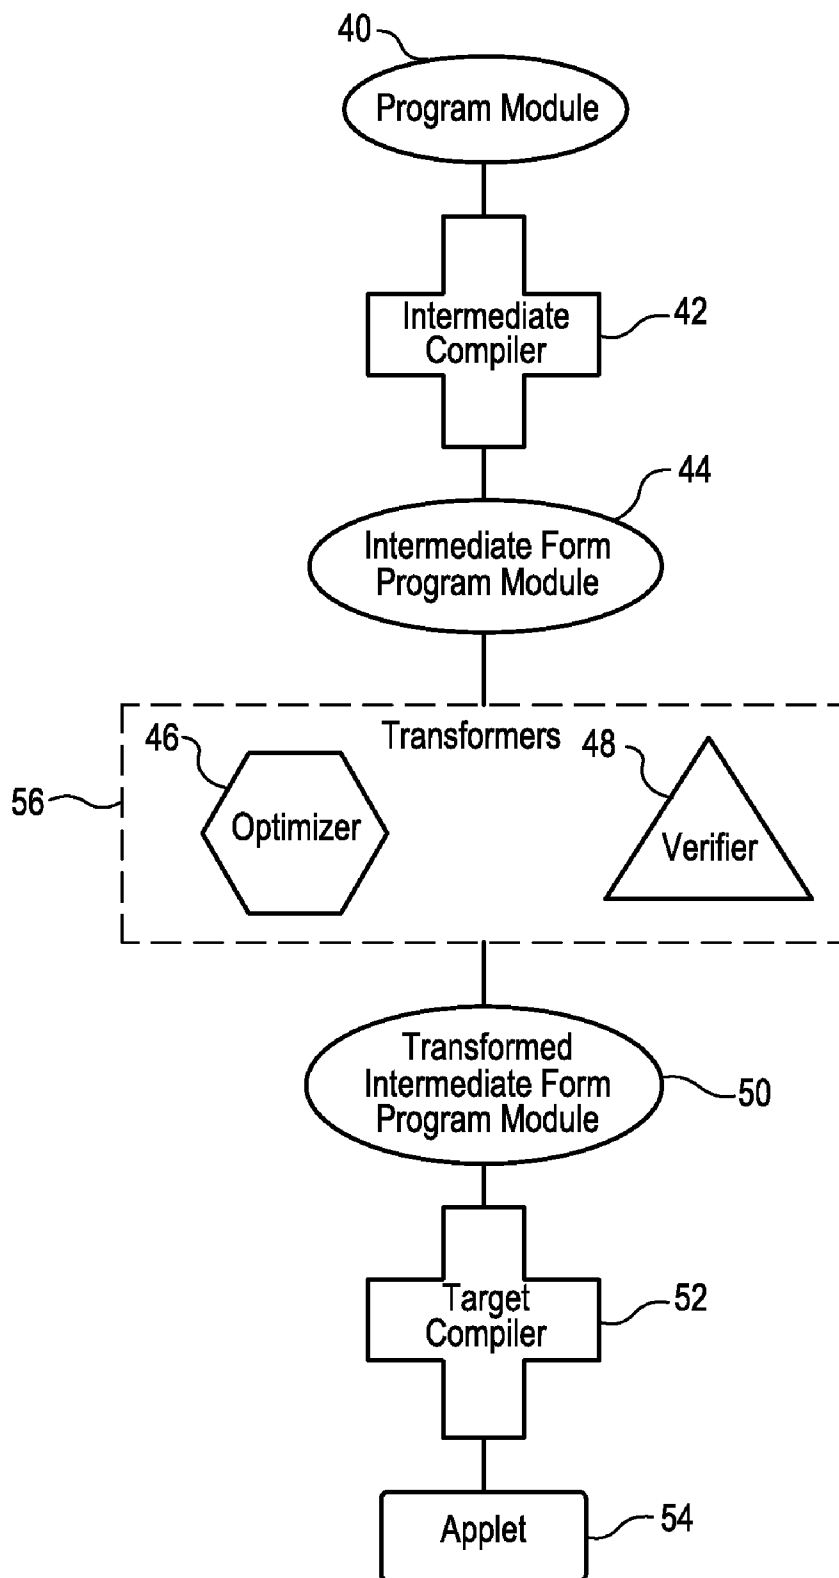 40
Program Module
Intermediate
Compiler
42
44
Intermediate Form
Program Module
Transformers
46
48
56
Optimizer
Verifier
Transformed
Intermediate Form
Program Module
50
Target
Compiler
52
Applet
54